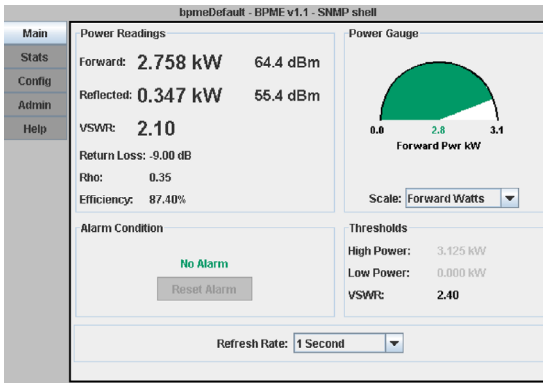 bpmeDefault - BPME v1.1 - SNMP shell
Main
Stats
Config
Admin
Help
Power Readings
Forward: 2.758 kW 64.4 dBm
Reflected: 0.347 kW 55.4 dBm
VSWR: 2.10
Return Loss: -9.00 dB
Rho: 0.35
Efficiency: 87.40%
Power Gauge
0.0 2.8 3.1
Forward Pwr kW
Scale: Forward Watts
Alarm Condition
No Alarm
Reset Alarm
Thresholds
High Power: 3.125 kW
Low Power: 0.000 kW
VSWR: 2.40
Refresh Rate: 1 Second